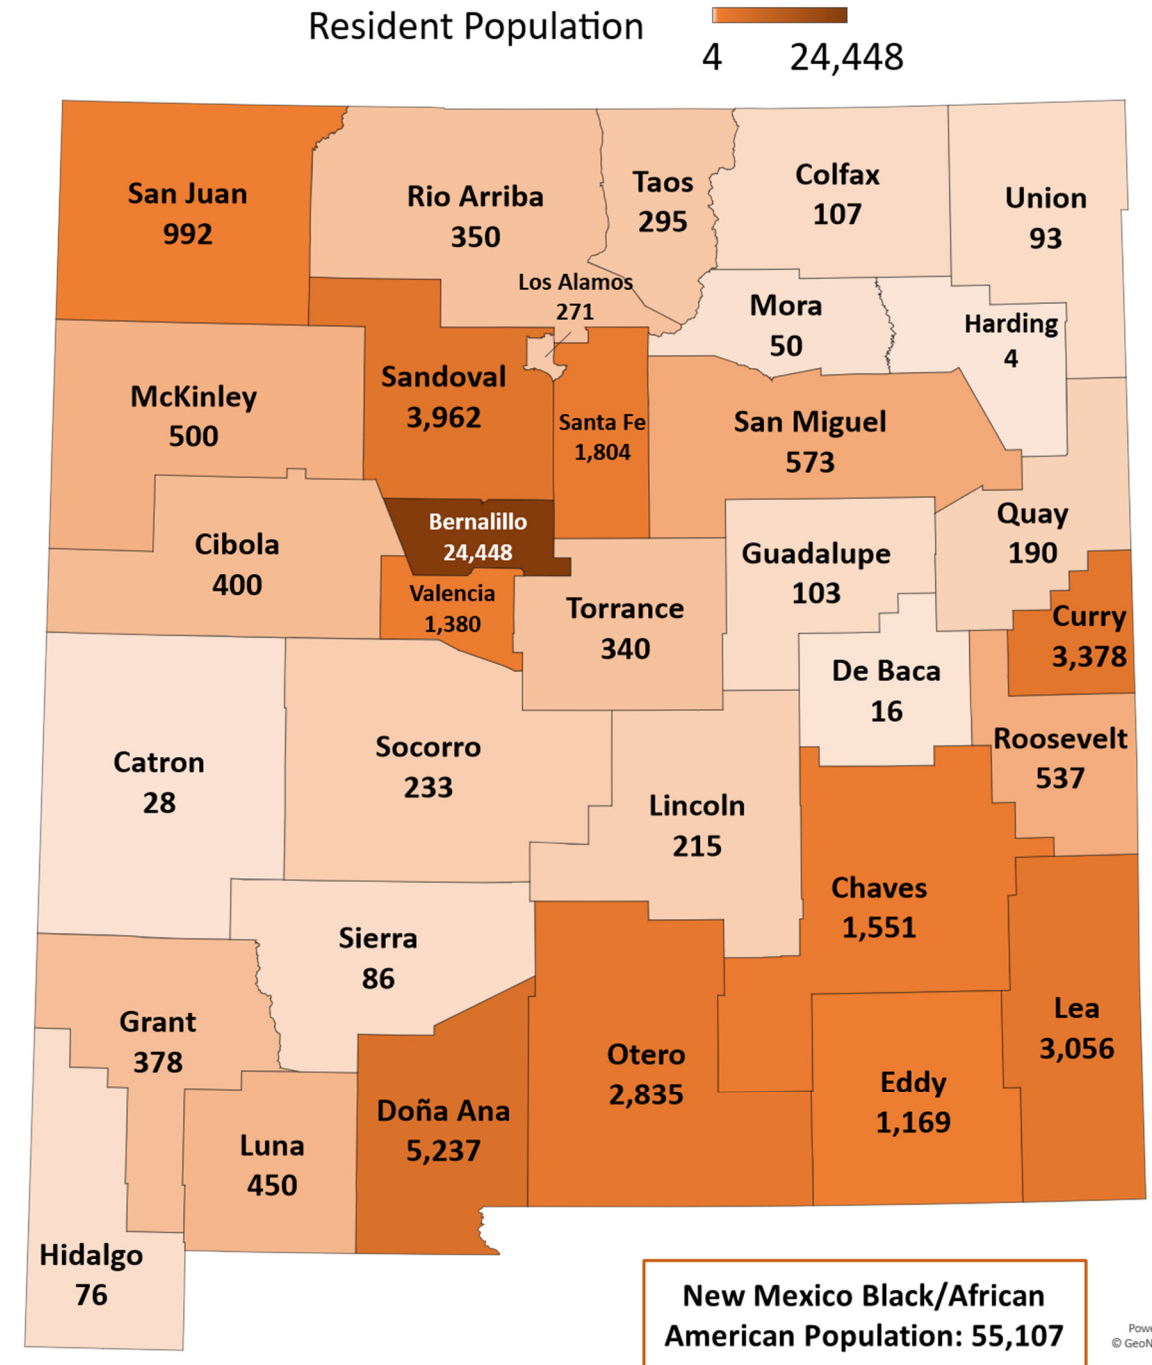 Resident Population
4 24,448
San Juan
992
Rio Arriba
350
Taos
295
Colfax
107
Union
93
Los Alamos
271
Mora
50
Harding
4
McKinley
500
Sandoval
3,962
Santa Fe
1,804
San Miguel
573
Quay
190
Cibola
400
Bernalillo
24,448
Guadalupe
103
Valencia
1,380
Torrance
340
Curry
3,378
De Baca
16
Catron
28
Socorro
233
Lincoln
215
Roosevelt
537
Chaves
1,551
Sierra
86
Grant
378
Otero
2,835
Lea
3,056
Eddy
1,169
Doña Ana
5,237
Luna
450
Hidalgo
76
New Mexico Black/African
American Population: 55,107
Powe
© GeoN